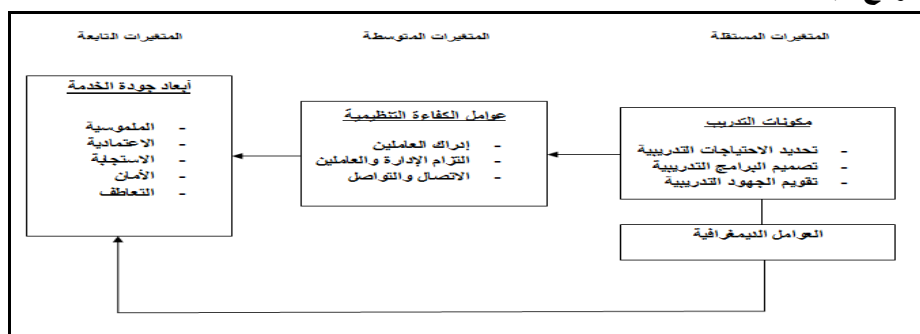 المتغيرات المستقلة
المتغيرات المتوسطة
المتغيرات التابعة
مكونات التدريب
- تحديد الاحتياجات التدريبية
- تصميم البرامج التدريبية
- تقويم الجهود التدريبية
العوامل الديمغرافية
عوامل الكفاءة التنظيمية
- إدراك العاملين
- التزام الإدارة والعاملين
- الاتصال والتواصل
أبعاد جودة الخدمة
- الملموسية
- الاعتمادية
- الاستجابة
- الأمان
- التعاطف